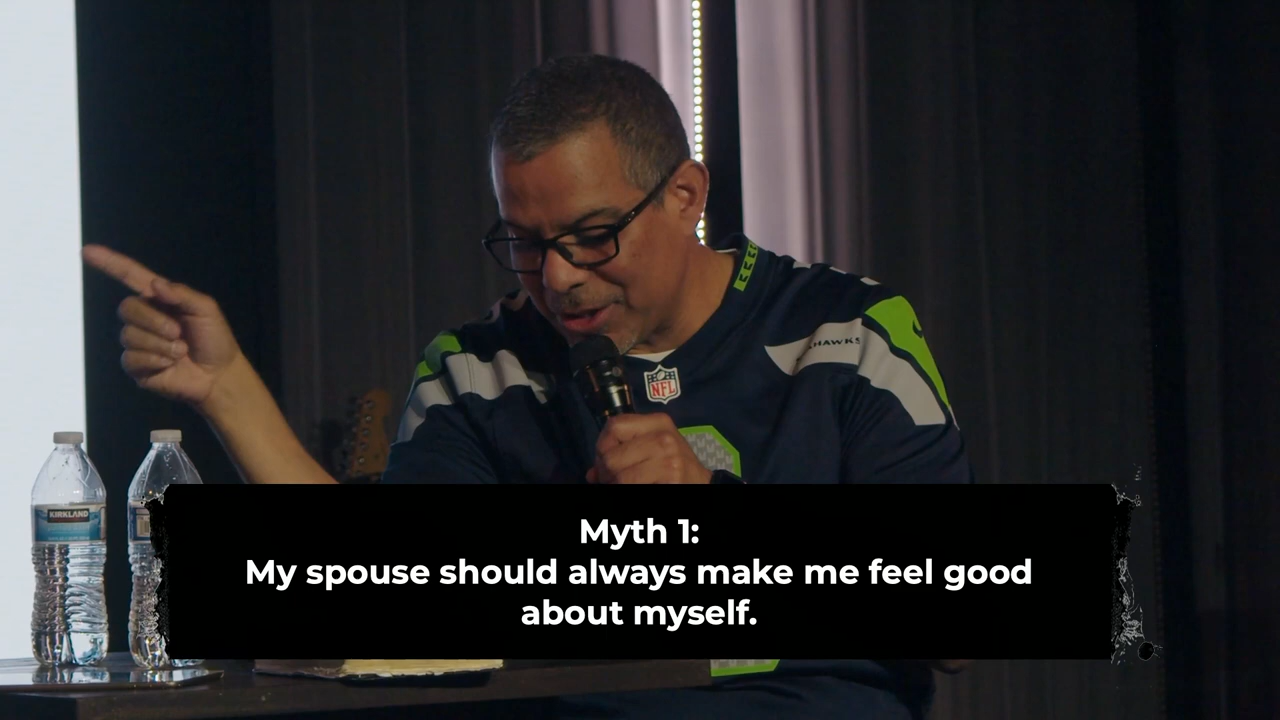 HAWKS
NFL
KIRKLAND
Myth 1:
My spouse should always make me feel good
about myself.